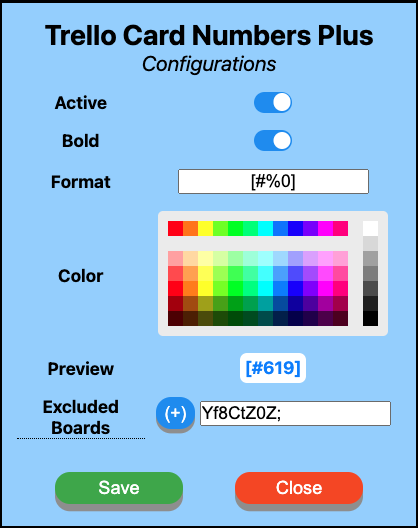 Trello Card Numbers Plus
Configurations
Active
Bold
Format [#%0]
Color
Preview [#619]
Excluded
Boards (+) Yf8CtZ0Z;
Save Close